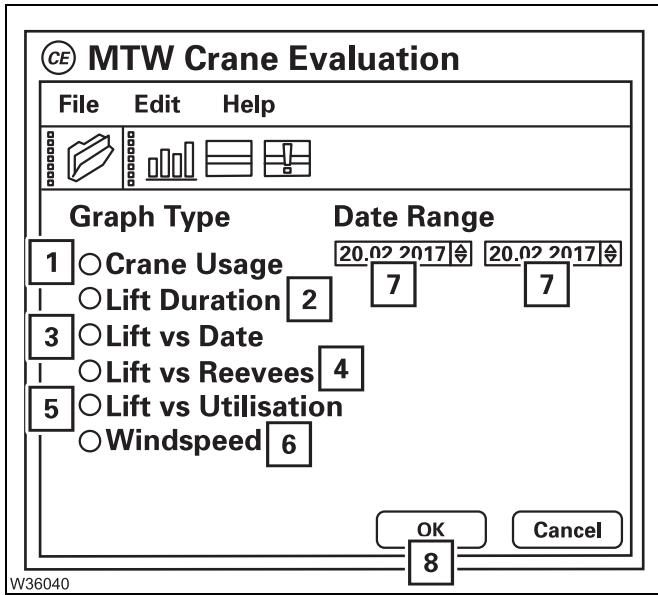 CE MTW Crane Evaluation
File Edit Help
Graph Type Date Range
1 Crane Usage 20.02.2017 20.02.2017
7 7
Lift Duration 2
3 Lift vs Date
Lift vs Reevees 4
5 Lift vs Utilisation
Windspeed 6
OK Cancel
8
W36040